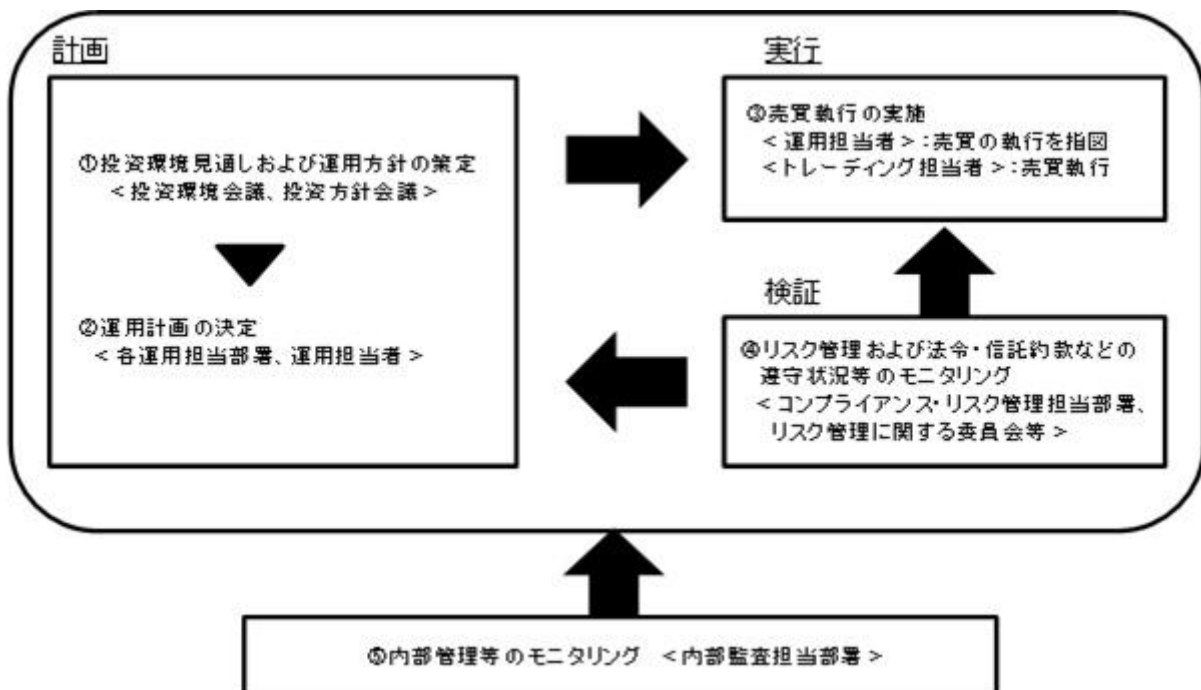 計画
①投資環境見通しおよび運用方針の策定
＜投資環境会議、投資方針会議＞
②運用計画の決定
＜各運用担当部署、運用担当者＞
実行
③売買執行の実施
＜運用担当者＞：売買の執行を指図
＜トレーディング担当者＞：売買執行
検証
④リスク管理および法令・信託約款などの
遵守状況等のモニタリング
＜コンプライアンス・リスク管理担当部署、
リスク管理に関する委員会等＞
⑤内部管理等のモニタリング ＜内部監査担当部署＞